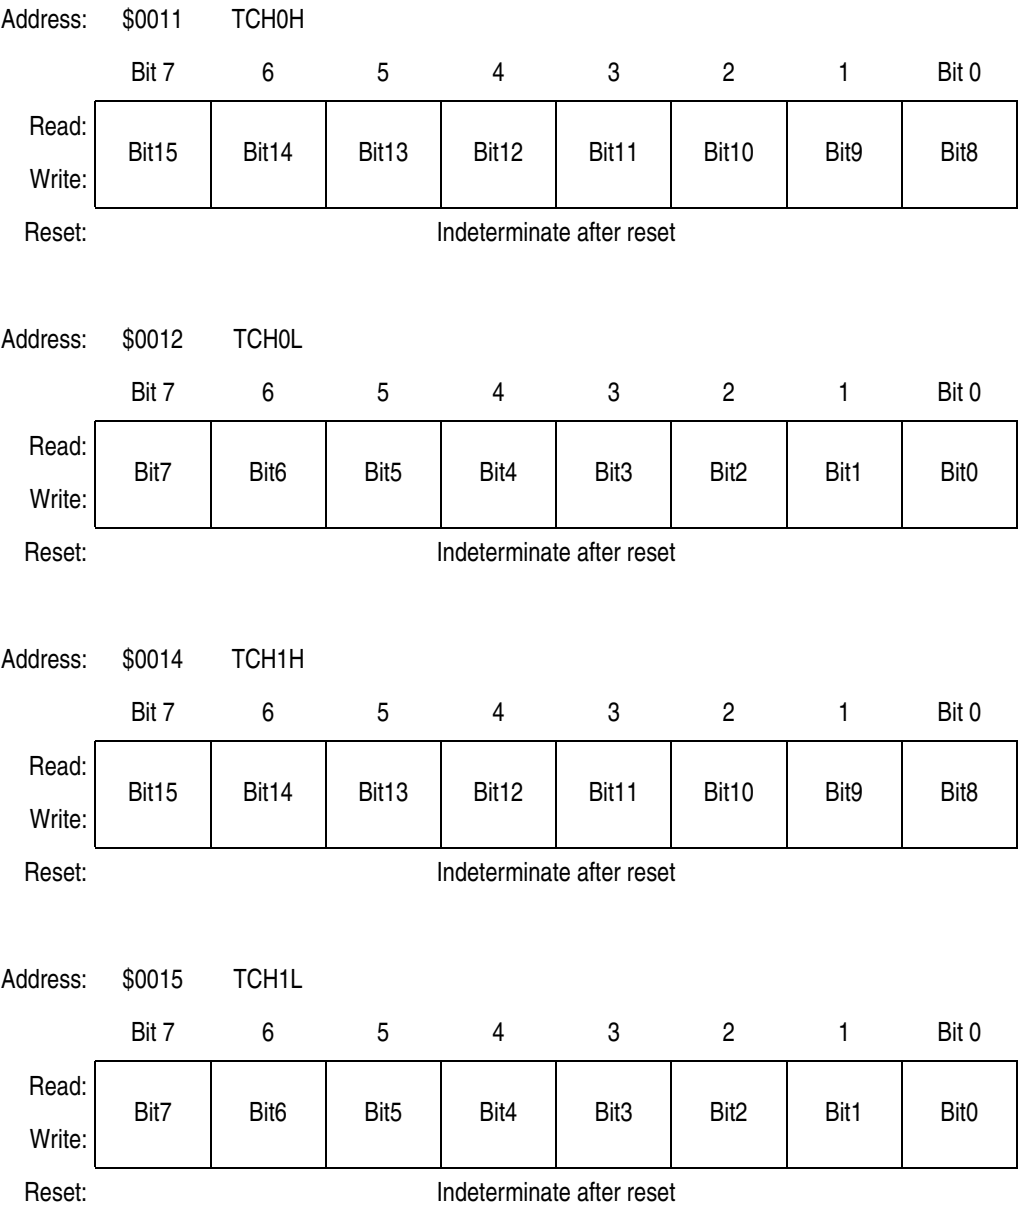 Address: $0011 TCH0H
Bit 7 6 5 4 3 2 1 Bit 0
Read:
Bit15 Bit14 Bit13 Bit12 Bit11 Bit10 Bit9 Bit8
Write:
Reset: Indeterminate after reset
Address: $0012 TCH0L
Bit 7 6 5 4 3 2 1 Bit 0
Read:
Bit7 Bit6 Bit5 Bit4 Bit3 Bit2 Bit1 Bit0
Write:
Reset: Indeterminate after reset
Address: $0014 TCH1H
Bit 7 6 5 4 3 2 1 Bit 0
Read:
Bit15 Bit14 Bit13 Bit12 Bit11 Bit10 Bit9 Bit8
Write:
Reset: Indeterminate after reset
Address: $0015 TCH1L
Bit 7 6 5 4 3 2 1 Bit 0
Read:
Bit7 Bit6 Bit5 Bit4 Bit3 Bit2 Bit1 Bit0
Write:
Reset: Indeterminate after reset